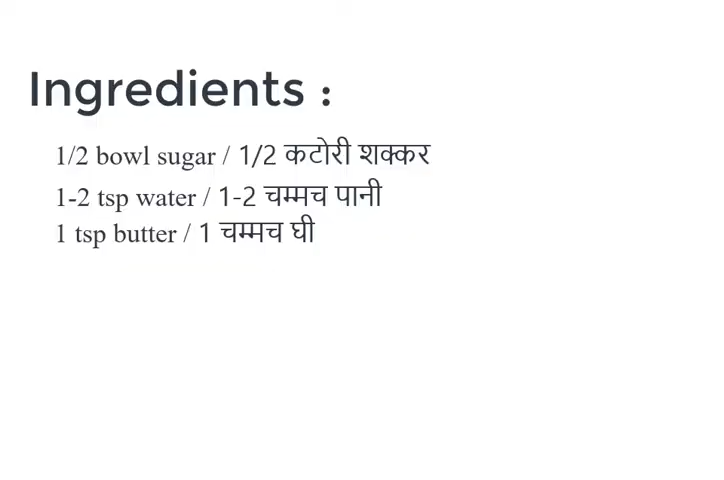 Ingredients :
1/2 bowl sugar / 1/2 कटोरी शक्कर
1-2 tsp water / 1-2 चम्मच पानी
1 tsp butter / 1 चम्मच घी